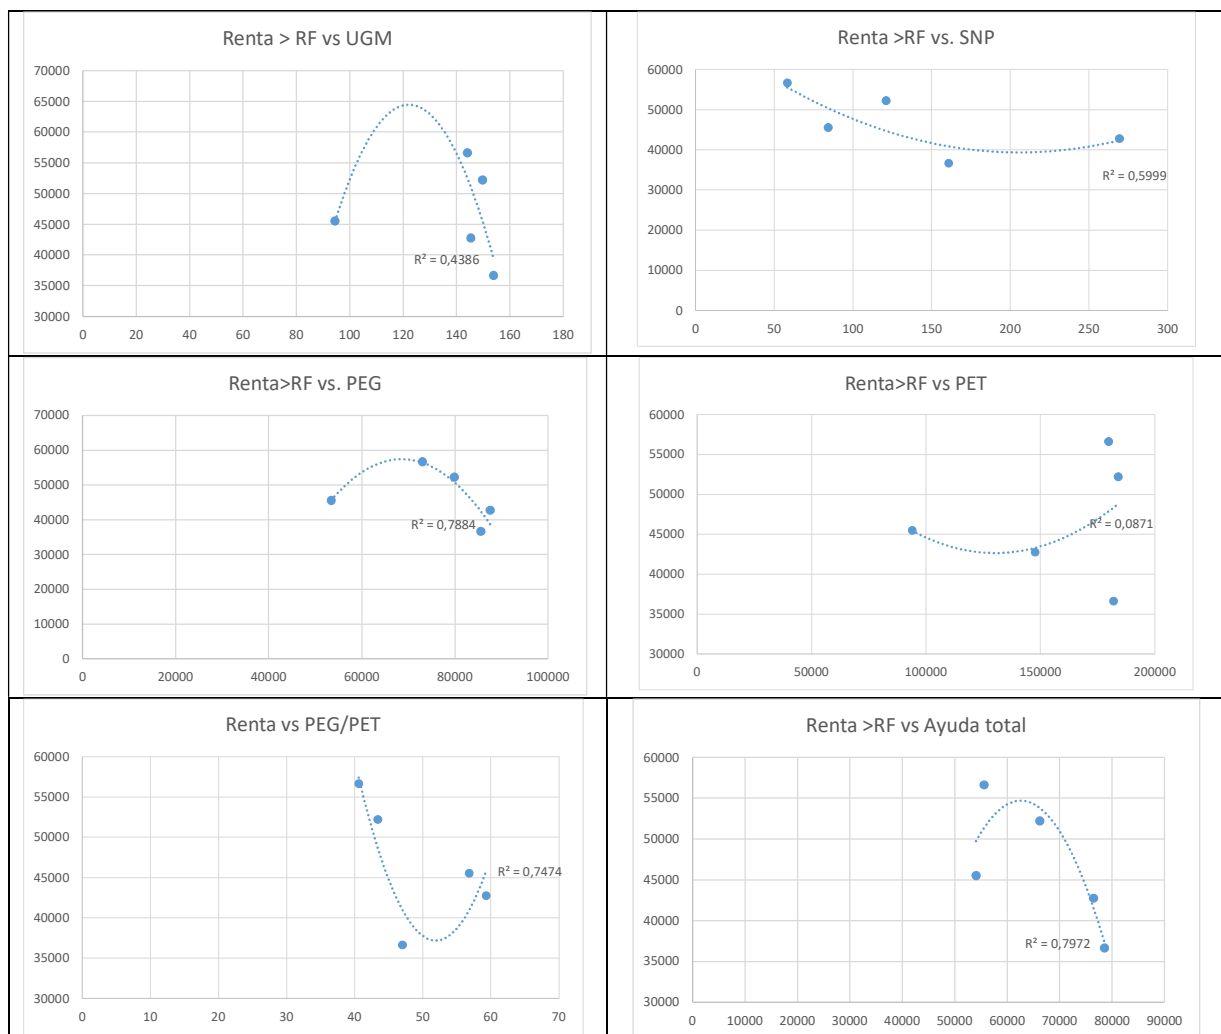 Renta > RF vs UGM
70000
65000
60000
55000
50000
45000
40000
35000
30000
R² = 0,4386
0 20 40 60 80 100 120 140 160 180
Renta >RF vs. SNP
60000
50000
40000
30000
20000
10000
0
R² = 0,5999
0 50 100 150 200 250 300
Renta>RF vs. PEG
70000
60000
50000
40000
30000
20000
10000
0
R² = 0,7884
0 20000 40000 60000 80000 100000
Renta>RF vs PET
60000
55000
50000
45000
40000
35000
30000
R² = 0,0871
0 50000 100000 150000 200000
Renta vs PEG/PET
60000
55000
50000
45000
40000
35000
30000
R² = 0,7474
0 10 20 30 40 50 60 70
Renta >RF vs Ayuda total
60000
55000
50000
45000
40000
35000
30000
R² = 0,7972
0 10000 20000 30000 40000 50000 60000 70000 80000 90000